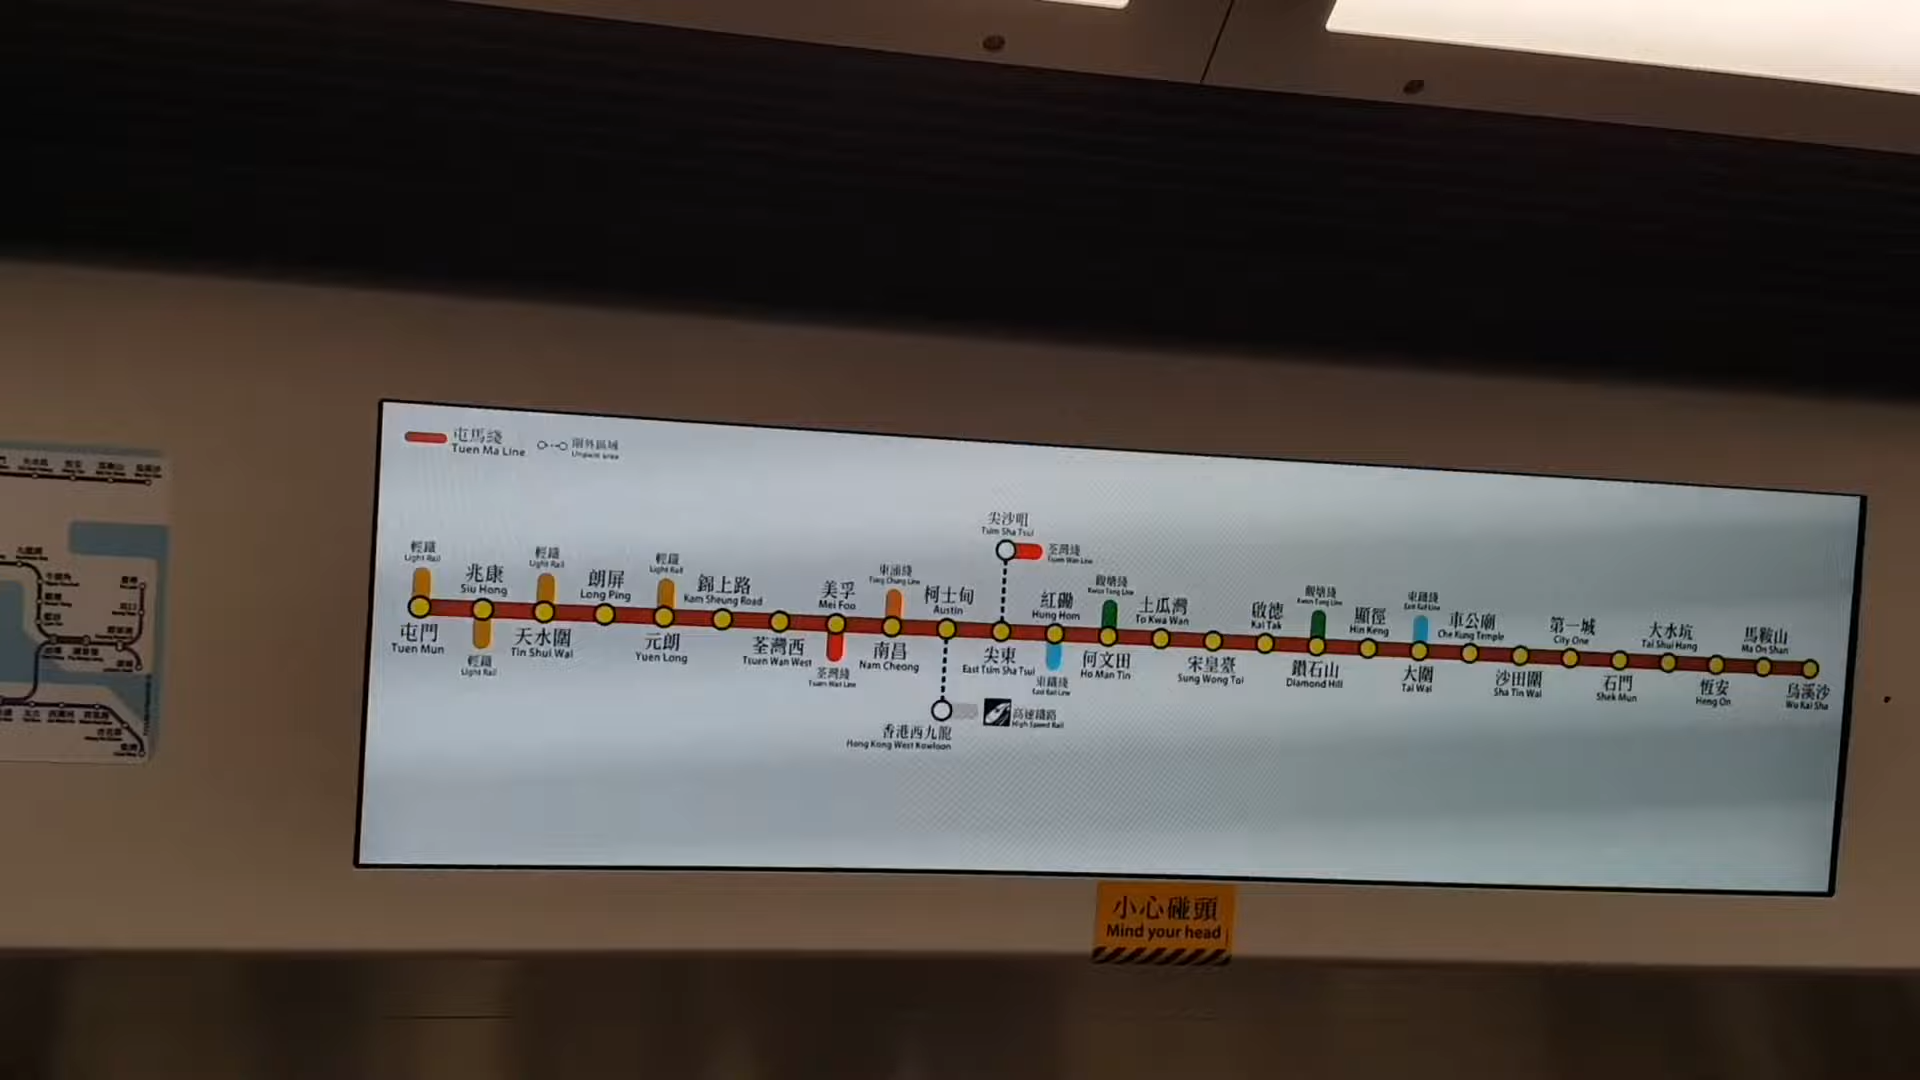 屯馬綫
Tuen Ma Line
閘外區域
Unpaid area
尖沙咀
Tsim Sha Tsui
荃灣綫
Tsuen Wan Line
輕鐵
Light Rail
兆康
Siu Hong
輕鐵
Light Rail
朗屏
Long Ping
輕鐵
Light Rail
錦上路
Kam Sheung Road
美孚
Mei Foo
東涌綫
Tung Chung Line
柯士甸
Austin
紅磡
Hung Hom
觀塘綫
Kwun Tong Line
土瓜灣
To Kwa Wan
啟德
Kai Tak
觀塘綫
Kwun Tong Line
顯徑
Hin Keng
東鐵綫
East Rail Line
車公廟
Che Kung Temple
第一城
City One
大水坑
Tai Shui Hang
馬鞍山
Ma On Shan
屯門
Tuen Mun
輕鐵
Light Rail
天水圍
Tin Shui Wai
元朗
Yuen Long
荃灣西
Tsuen Wan West
荃灣綫
Tsuen Wan Line
南昌
Nam Cheong
尖東
East Tsim Sha Tsui
東鐵綫
East Rail Line
何文田
Ho Man Tin
宋皇臺
Sung Wong Toi
鑽石山
Diamond Hill
大圍
Tai Wai
沙田圍
Sha Tin Wai
石門
Shek Mun
恆安
Heng On
烏溪沙
Wu Kai Sha
香港西九龍
Hong Kong West Kowloon
高速鐵路
High Speed Rail
小心碰頭
Mind your head